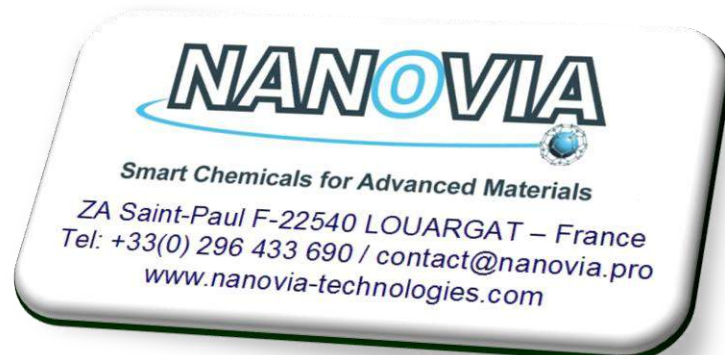 NANOVIA
Smart Chemicals for Advanced Materials
ZA Saint-Paul F-22540 LOUARGAT – France
Tel: +33(0) 296 433 690 / contact@nanovia.pro
www.nanovia-technologies.com